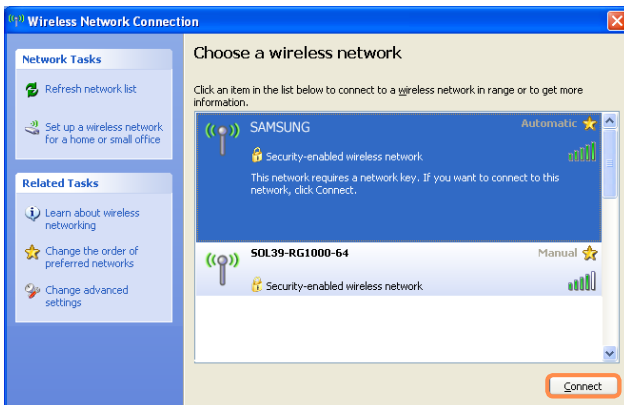 Wireless Network Connection
Network Tasks
Refresh network list
Set up a wireless network
for a home or small office
Related Tasks
Learn about wireless
networking
Change the order of
preferred networks
Change advanced
settings
Choose a wireless network
Click an item in the list below to connect to a wireless network in range or to get more
information.
SAMSUNG
Automatic
Security-enabled wireless network
This network requires a network key. If you want to connect to this
network, click Connect.
SOL39-RG1000-64
Manual
Security-enabled wireless network
Connect